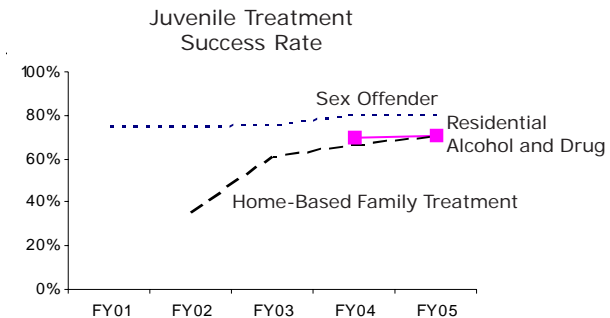 Juvenile Treatment
Success Rate
100%
80%
60%
40%
20%
0%
Sex Offender
Residential
Alcohol and Drug
Home-Based Family Treatment
FY01 FY02 FY03 FY04 FY05